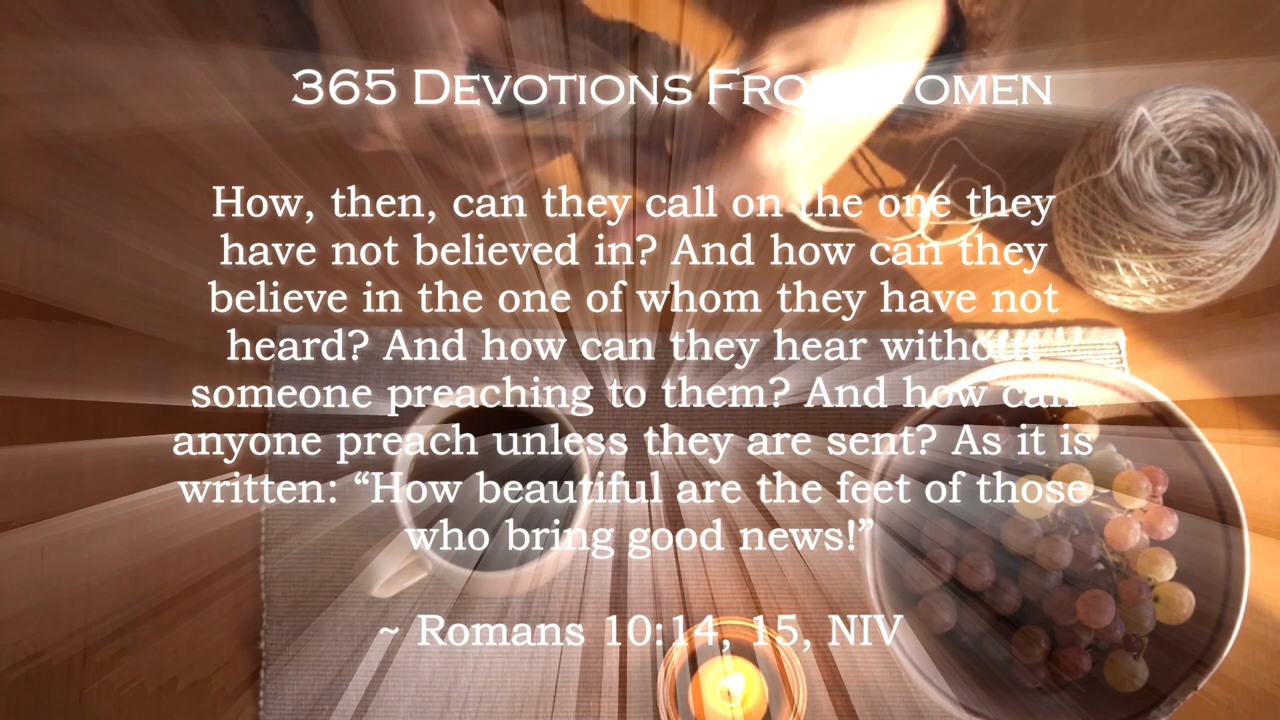 365 DEVOTIONS FROM WOMEN
How, then, can they call on the one they
have not believed in? And how can they
believe in the one of whom they have not
heard? And how can they hear without
someone preaching to them? And how can
anyone preach unless they are sent? As it is
written: “How beautiful are the feet of those
who bring good news!”
~ Romans 10:14, 15, NIV